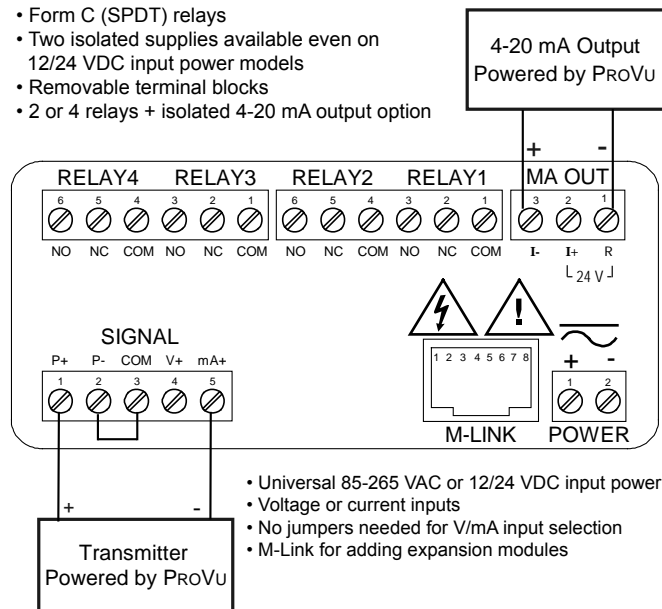 • Form C (SPDT) relays
• Two isolated supplies available even on
12/24 VDC input power models
• Removable terminal blocks
• 2 or 4 relays + isolated 4-20 mA output option
4-20 mA Output
Powered by PROVU
+ -
RELAY4 RELAY3 RELAY2 RELAY1 MA OUT
6 5 4 3 2 1 6 5 4 3 2 1 3 2 1
NO NC COM NO NC COM NO NC COM NO NC COM I- I+ R
24 V
SIGNAL
P+ P- COM V+ mA+
1 2 3 4 5
!
1 2 3 4 5 6 7 8
+ -
1 2
M-LINK POWER
+ -
Transmitter
Powered by PROVU
• Universal 85-265 VAC or 12/24 VDC input power
• Voltage or current inputs
• No jumpers needed for V/mA input selection
• M-Link for adding expansion modules